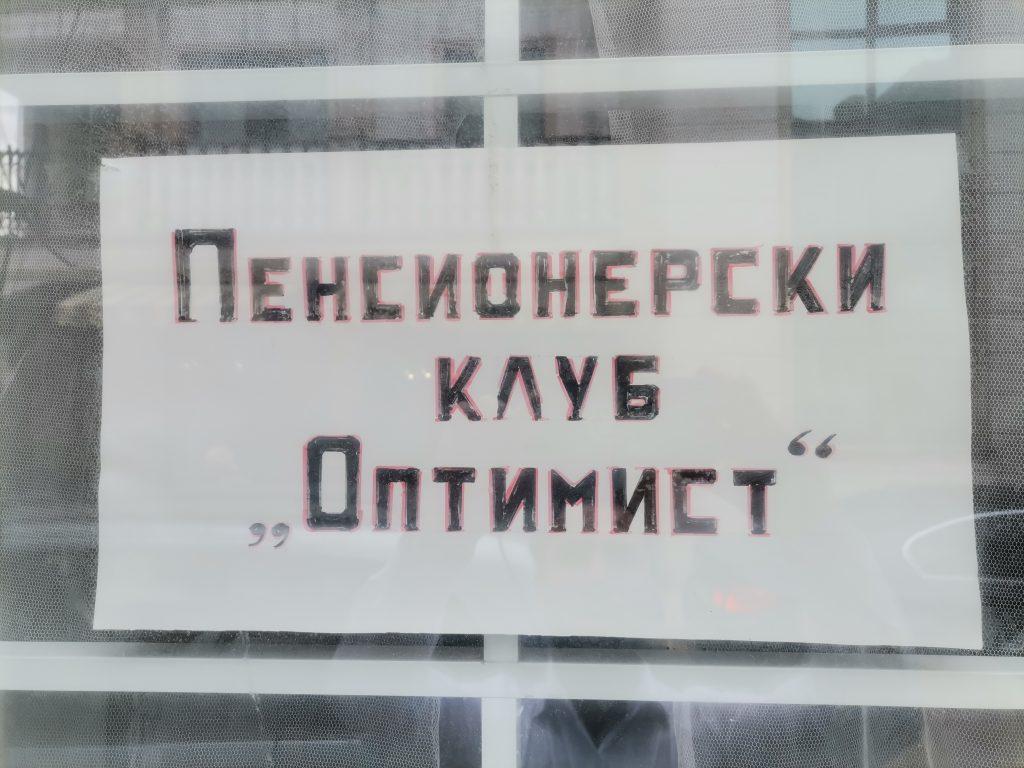 Пенсионерски
клуб
„Оптимист“